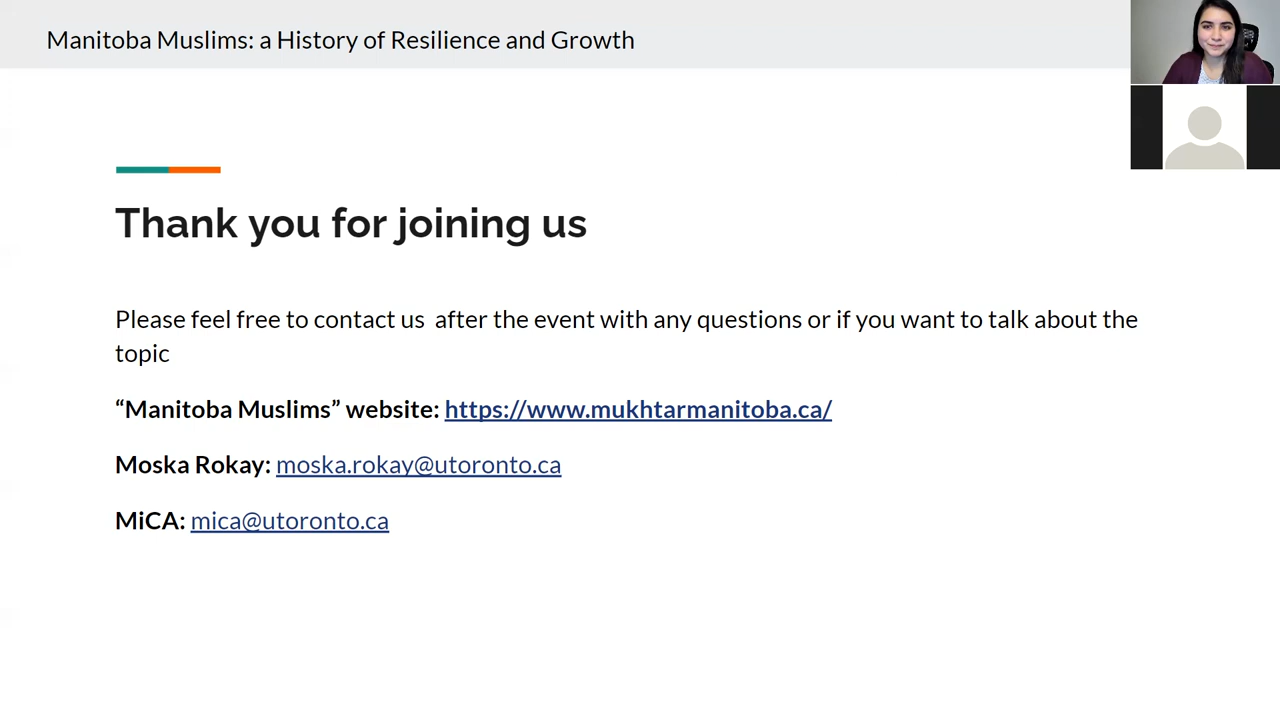 Manitoba Muslims: a History of Resilience and Growth
Thank you for joining us
Please feel free to contact us  after the event with any questions or if you want to talk about the
topic
“Manitoba Muslims” website: https://www.mukhtarmanitoba.ca/
Moska Rokay: moska.rokay@utoronto.ca
MiCA: mica@utoronto.ca